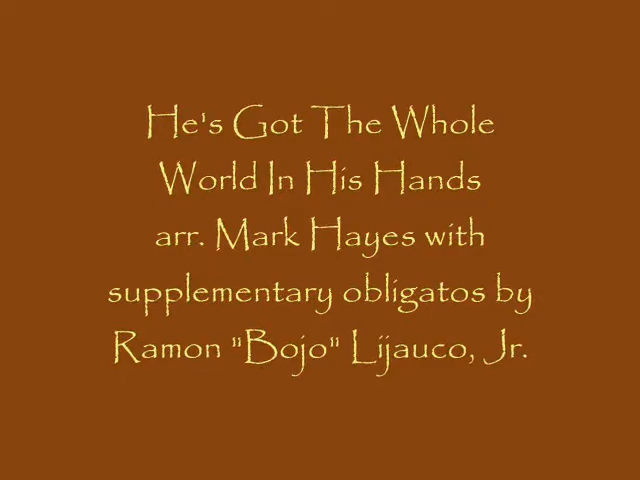 He's Got The Whole
World In His Hands
arr. Mark Hayes with
supplementary obligatos by
Ramon "Bojo" Lijauco, Jr.